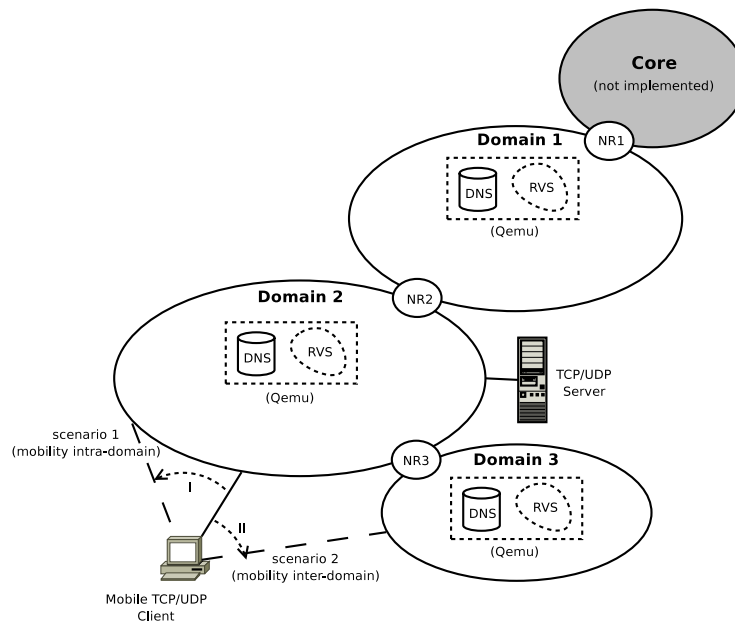 Core
(not implemented)
NR1
Domain 1
DNS
RVS
(Qemu)
NR2
Domain 2
DNS
RVS
(Qemu)
TCP/UDP
Server
scenario 1
(mobility intra-domain)
I
II
NR3
Domain 3
DNS
RVS
(Qemu)
scenario 2
(mobility inter-domain)
Mobile TCP/UDP
Client